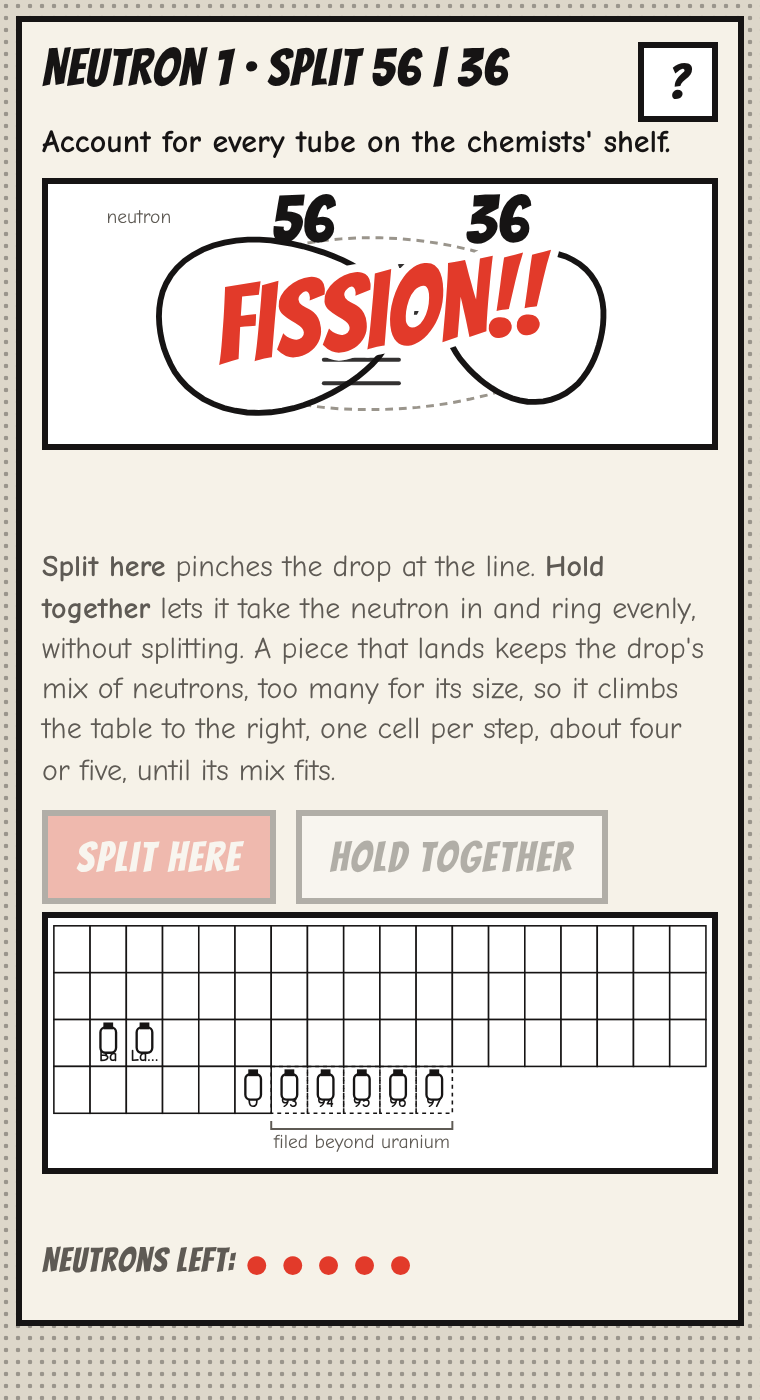 NEUTRON 1 • SPLIT 56 | 36
?
Account for every tube on the chemists' shelf.
neutron
56
36
FISSION!!
Split here pinches the drop at the line. Hold
together lets it take the neutron in and ring evenly,
without splitting. A piece that lands keeps the drop's
mix of neutrons, too many for its size, so it climbs
the table to the right, one cell per step, about four
or five, until its mix fits.
SPLIT HERE
HOLD TOGETHER
Ba La...
93 94 95 96 97
filed beyond uranium
NEUTRONS LEFT: